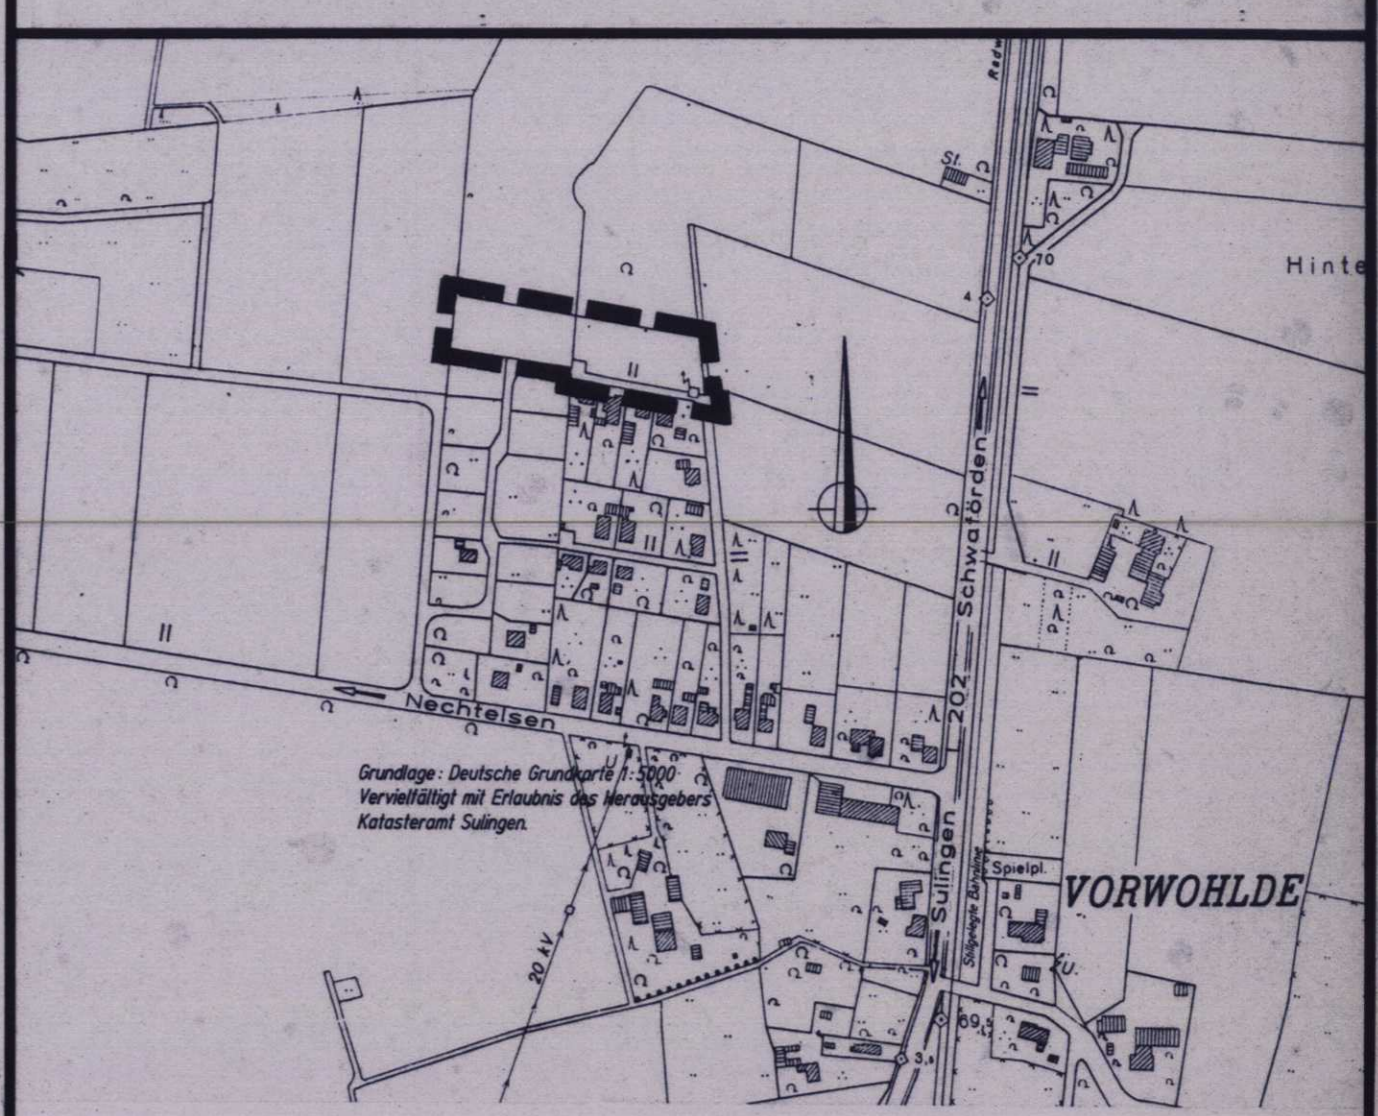 Radw
St.
70
4
Hinte
202 Schwaförden
Nechtelsen
Grundlage: Deutsche Grundkarte 1:5000
Vervielfältigt mit Erlaubnis des Herausgebers
Katasteramt Sulingen.
U
Sulingen
Stillgelegte Bahnlinie
Spielpl.
VORWOHLDE
20 kV
U.
69,5
3,8